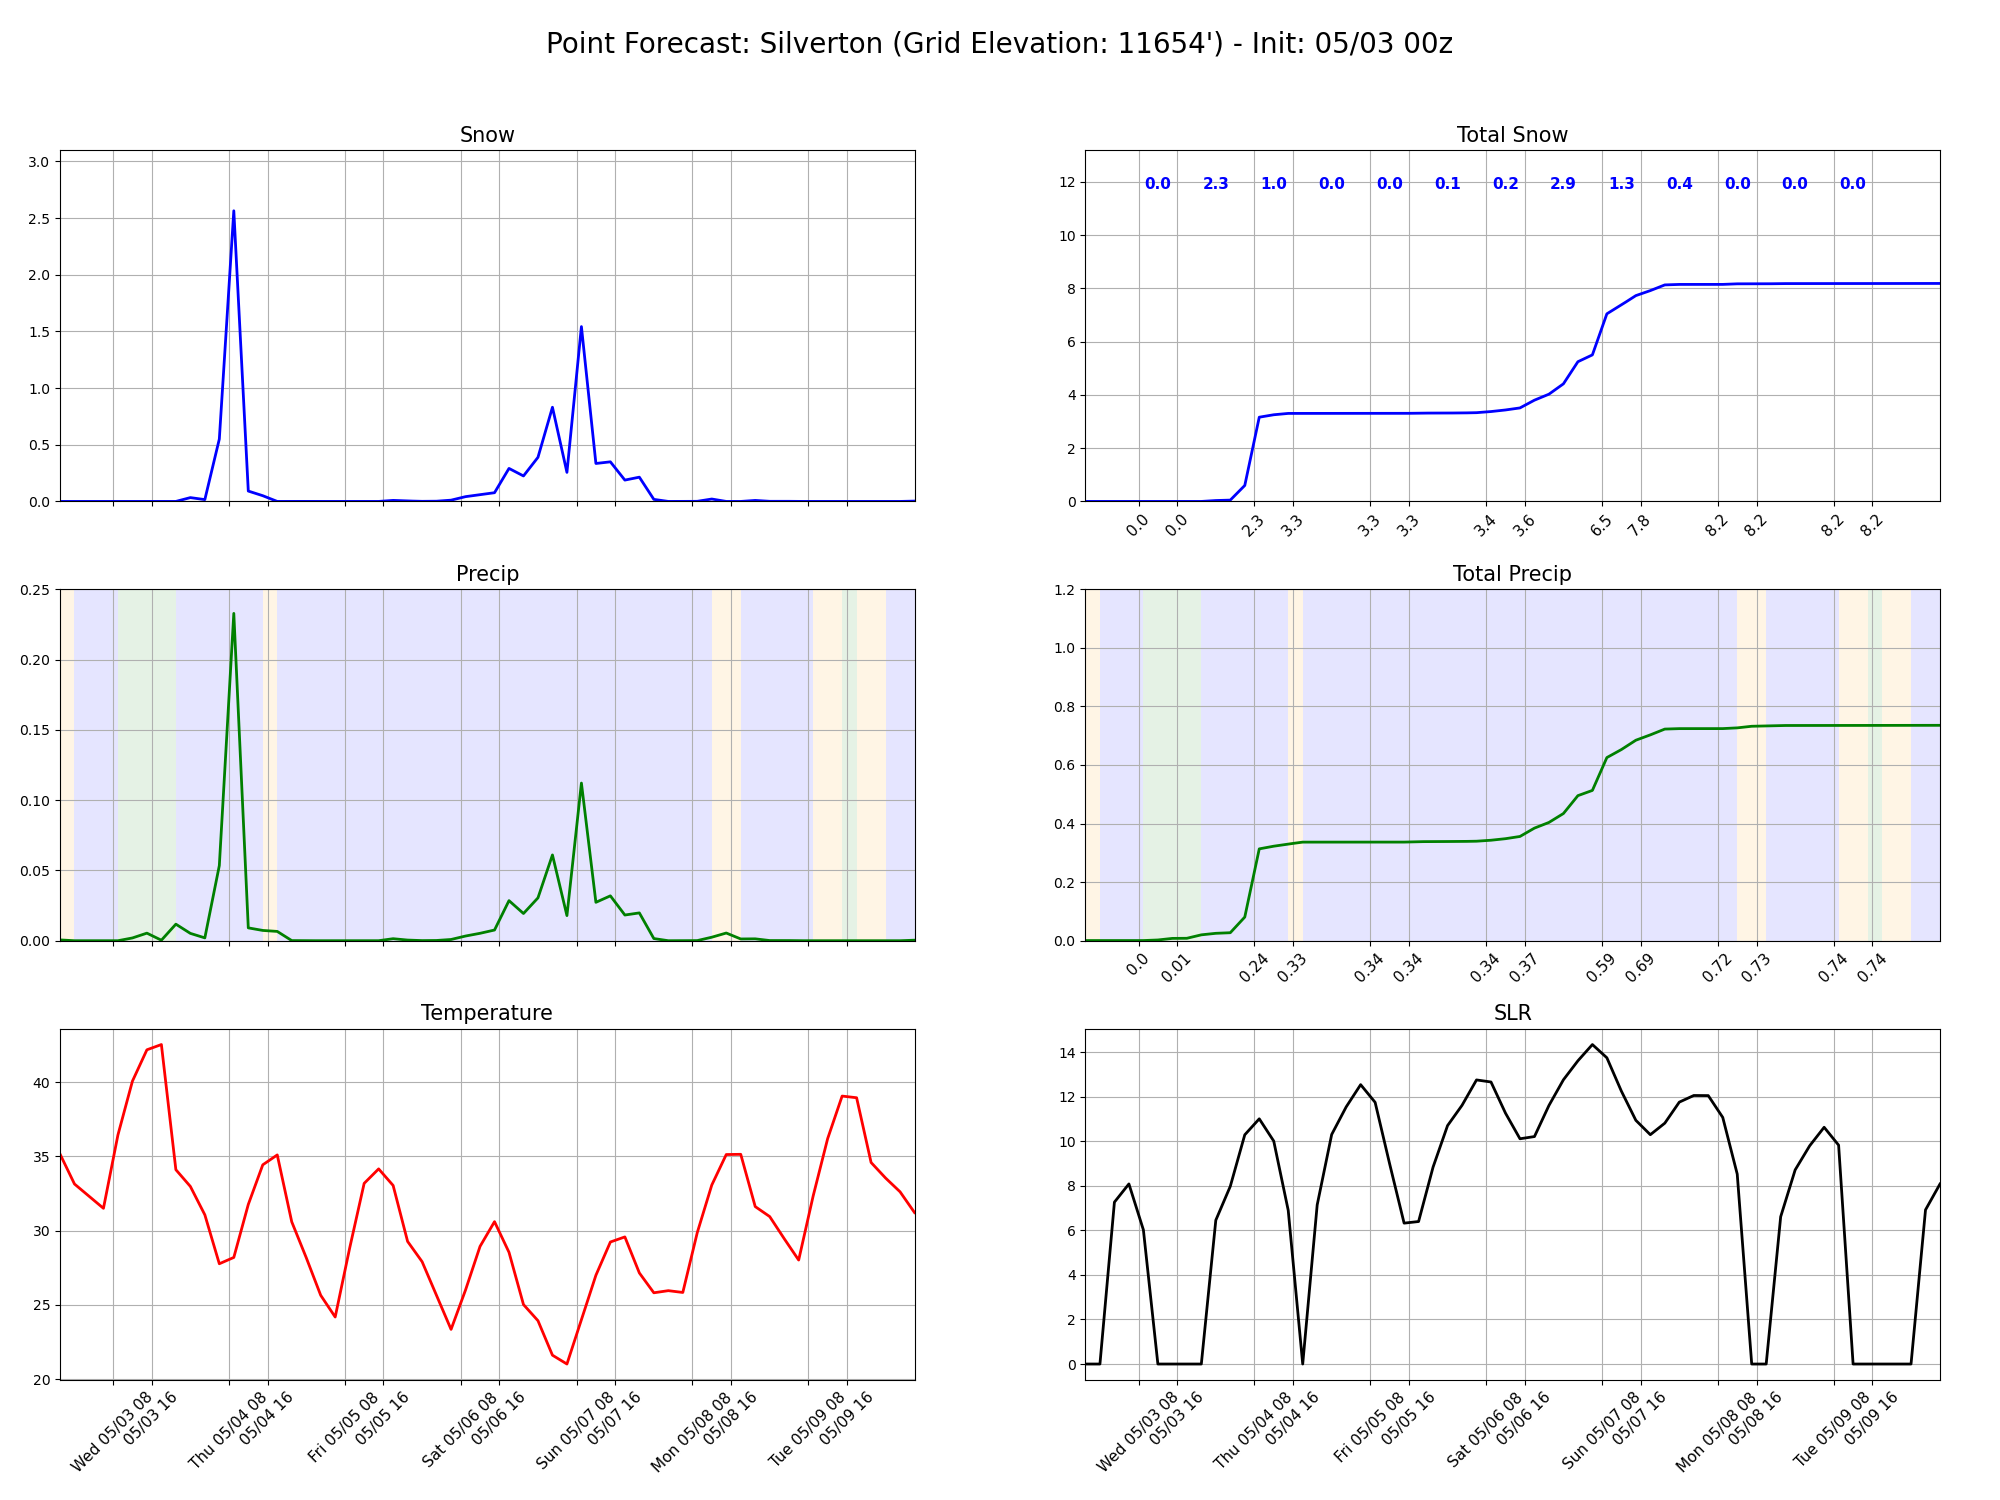 Point Forecast: Silverton (Grid Elevation: 11654') - Init: 05/03 00z
Snow
3.0
2.5
2.0
1.5
1.0
0.5
0.0
Total Snow
0.0 2.3 1.0 0.0 0.0 0.1 0.2 2.9 1.3 0.4 0.0 0.0 0.0
12
10
8
6
4
2
0
0.0 0.0 2.3 3.3 3.3 3.3 3.4 3.6 6.5 7.8 8.2 8.2 8.2 8.2
Precip
0.25
0.20
0.15
0.10
0.05
0.00
Total Precip
1.2
1.0
0.8
0.6
0.4
0.2
0.0
0.0 0.01 0.24 0.33 0.34 0.34 0.34 0.37 0.59 0.69 0.72 0.73 0.74 0.74
Temperature
40
35
30
25
20
Wed 05/03 08
05/03 16
Thu 05/04 08
05/04 16
Fri 05/05 08
05/05 16
Sat 05/06 08
05/06 16
Sun 05/07 08
05/07 16
Mon 05/08 08
05/08 16
Tue 05/09 08
05/09 16
SLR
14
12
10
8
6
4
2
0
Wed 05/03 08
05/03 16
Thu 05/04 08
05/04 16
Fri 05/05 08
05/05 16
Sat 05/06 08
05/06 16
Sun 05/07 08
05/07 16
Mon 05/08 08
05/08 16
Tue 05/09 08
05/09 16